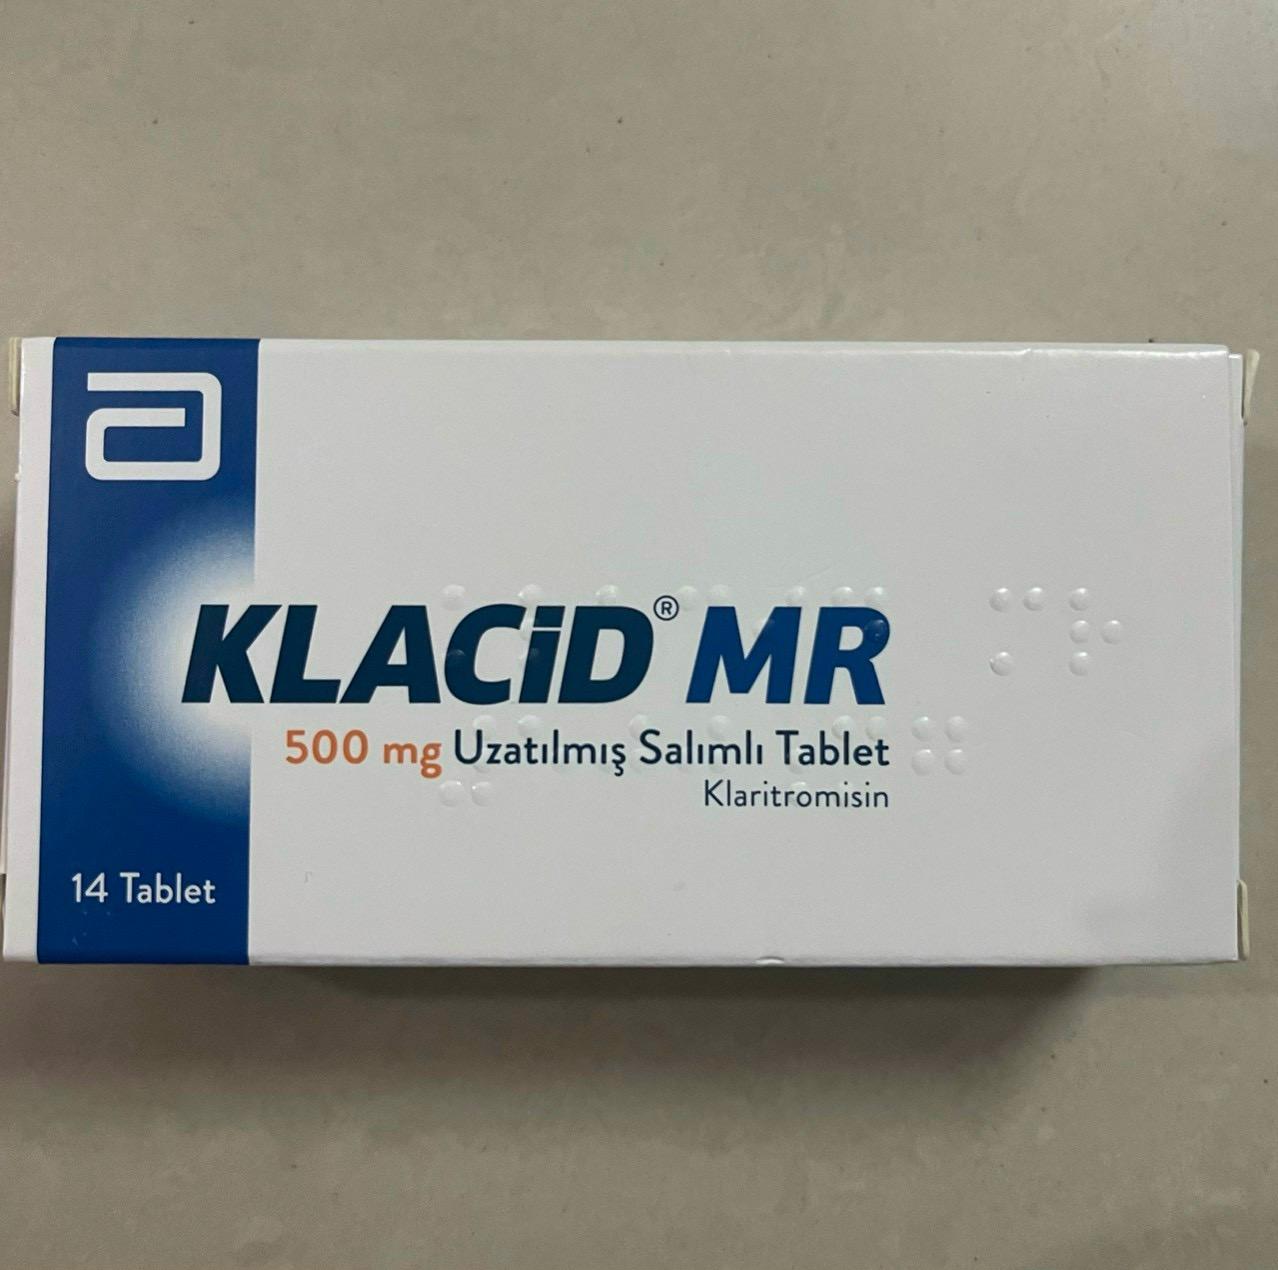 KLACiD® MR
500 mg Uzatılmış Salımlı Tablet
Klaritromisin
14 Tablet